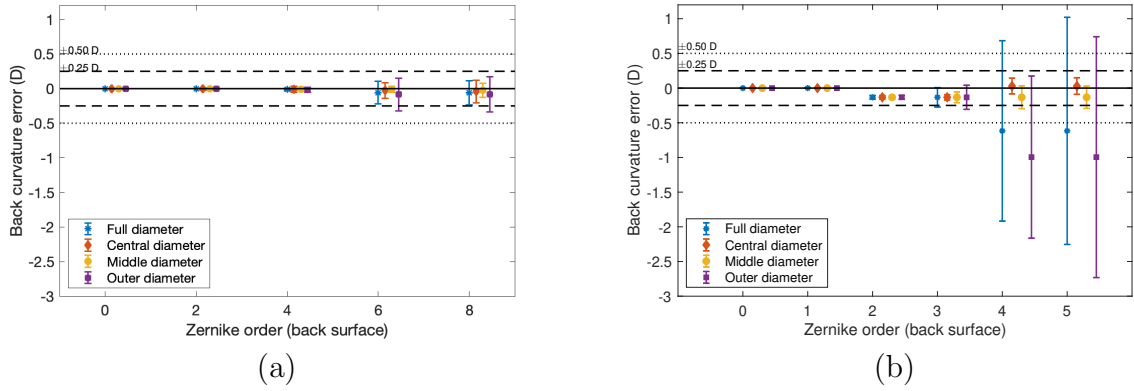 1
0.5
0
-0.5
-1
-1.5
-2
-2.5
-3
±0.50 D
±0.25 D
Back curvature error (D)
Full diameter
Central diameter
Middle diameter
Outer diameter
0 2 4 6 8
Zernike order (back surface)
(a)
1
0.5
0
-0.5
-1
-1.5
-2
-2.5
-3
±0.50 D
±0.25 D
Back curvature error (D)
Full diameter
Central diameter
Middle diameter
Outer diameter
0 1 2 3 4 5
Zernike order (back surface)
(b)